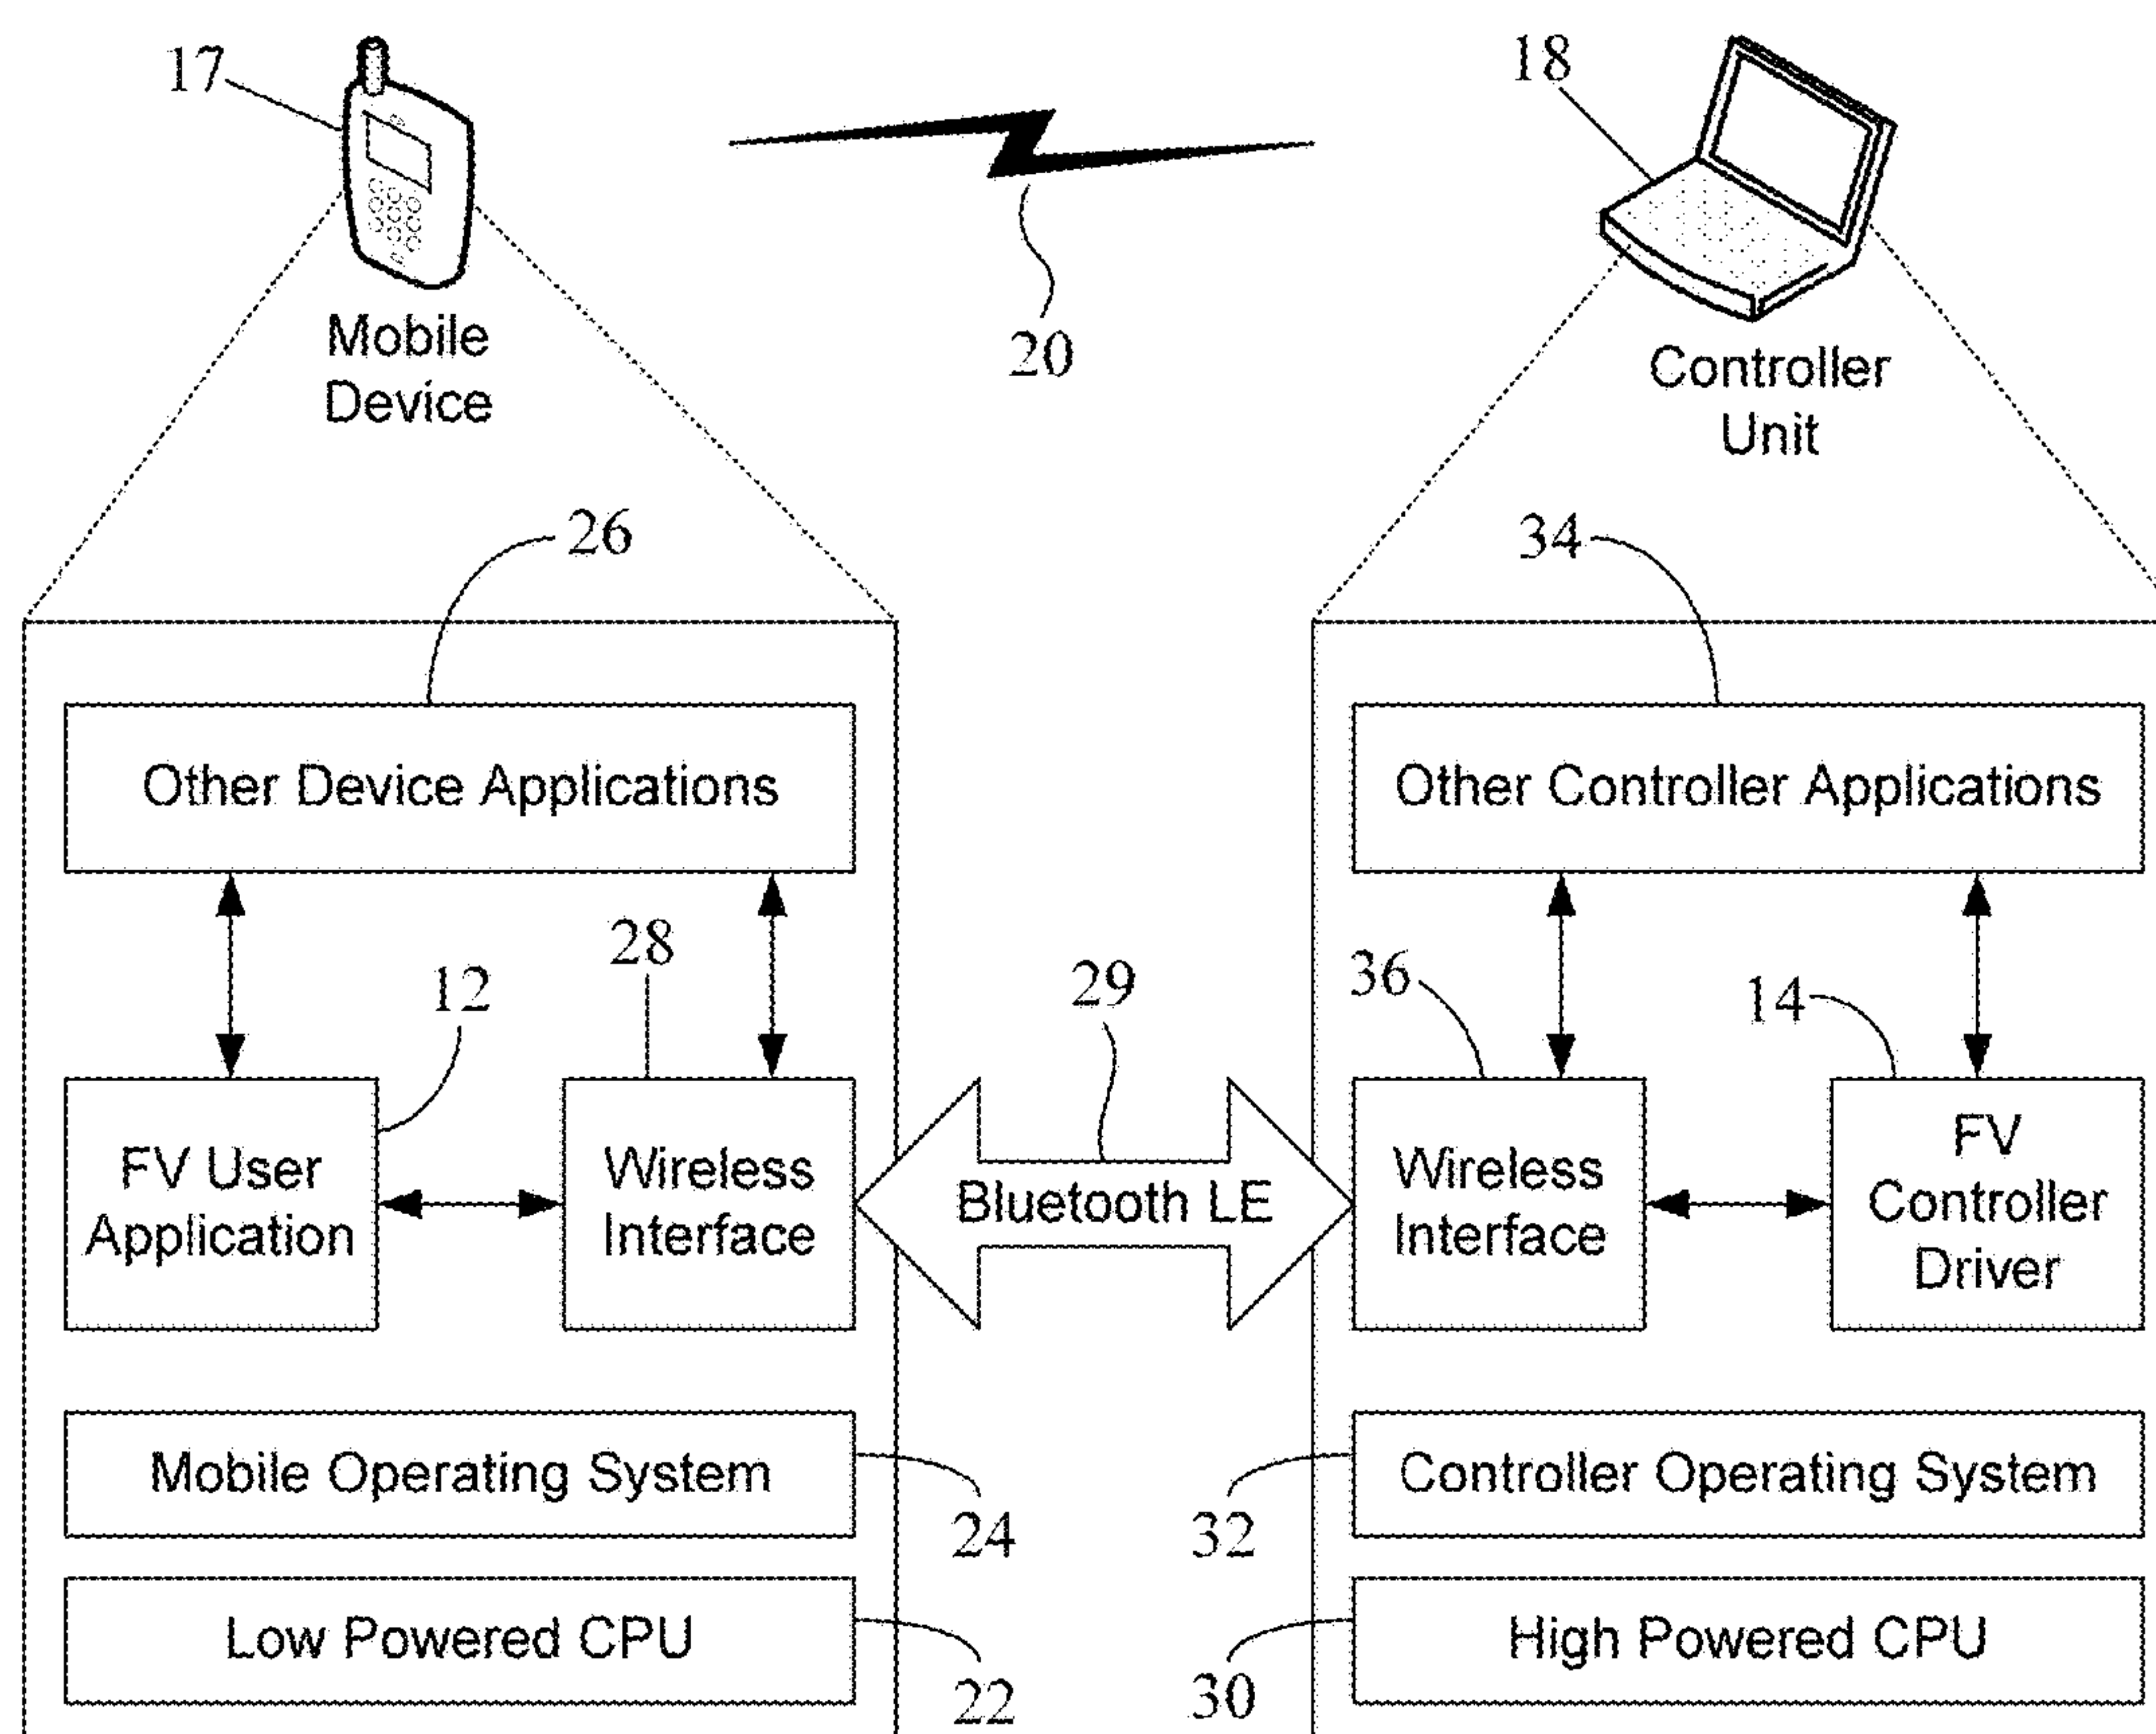 17
18
20
Mobile
Device
Controller
Unit
26
34
Other Device Applications
Other Controller Applications
28
12
29
36
14
FV User
Application
Wireless
Interface
Bluetooth LE
Wireless
Interface
FV
Controller
Driver
Mobile Operating System
24
32
Controller Operating System
Low Powered CPU
22
30
High Powered CPU